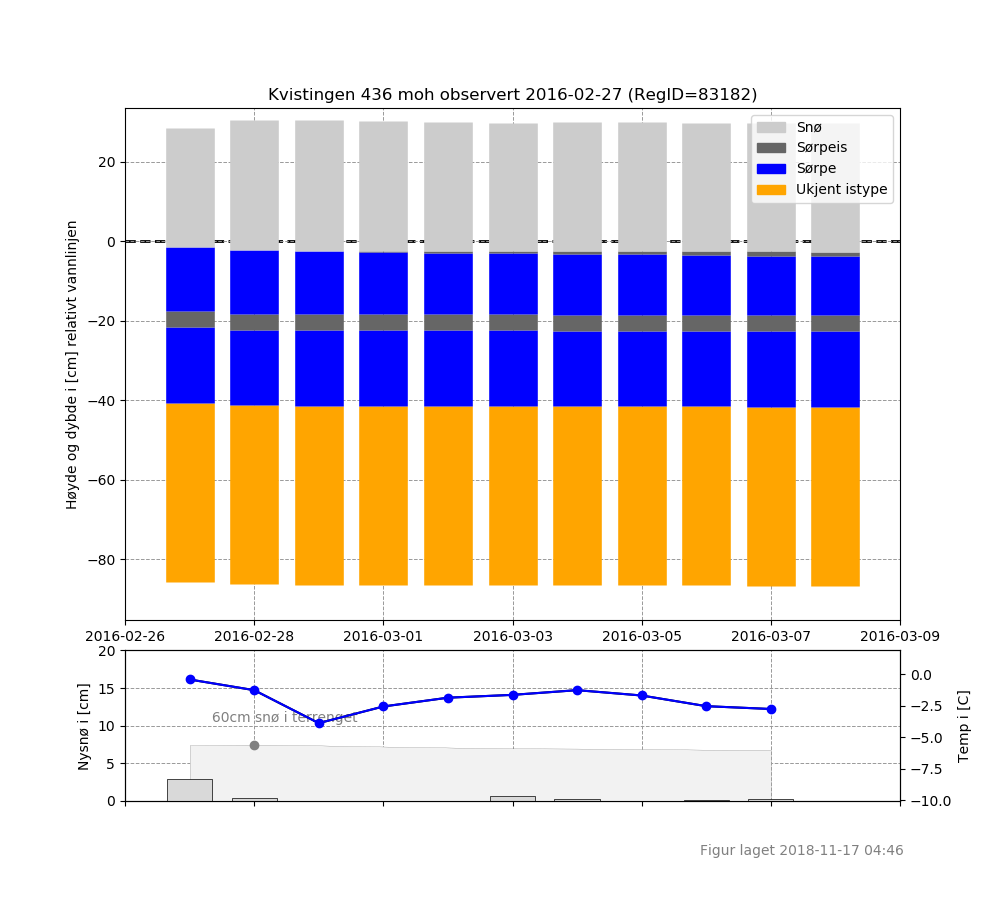 Kvistingen 436 moh observert 2016-02-27 (RegID=83182)
Høyde og dybde i [cm] relativt vannlinjen
20
0
−20
−40
−60
−80
Snø
Sørpeis
Sørpe
Ukjent istype
2016-02-26 2016-02-28 2016-03-01 2016-03-03 2016-03-05 2016-03-07 2016-03-09
Nysnø i [cm]
20
15
10
5
0
60cm snø i terrenget
0.0
−2.5
−5.0
−7.5
−10.0
Temp i [C]
Figur laget 2018-11-17 04:46